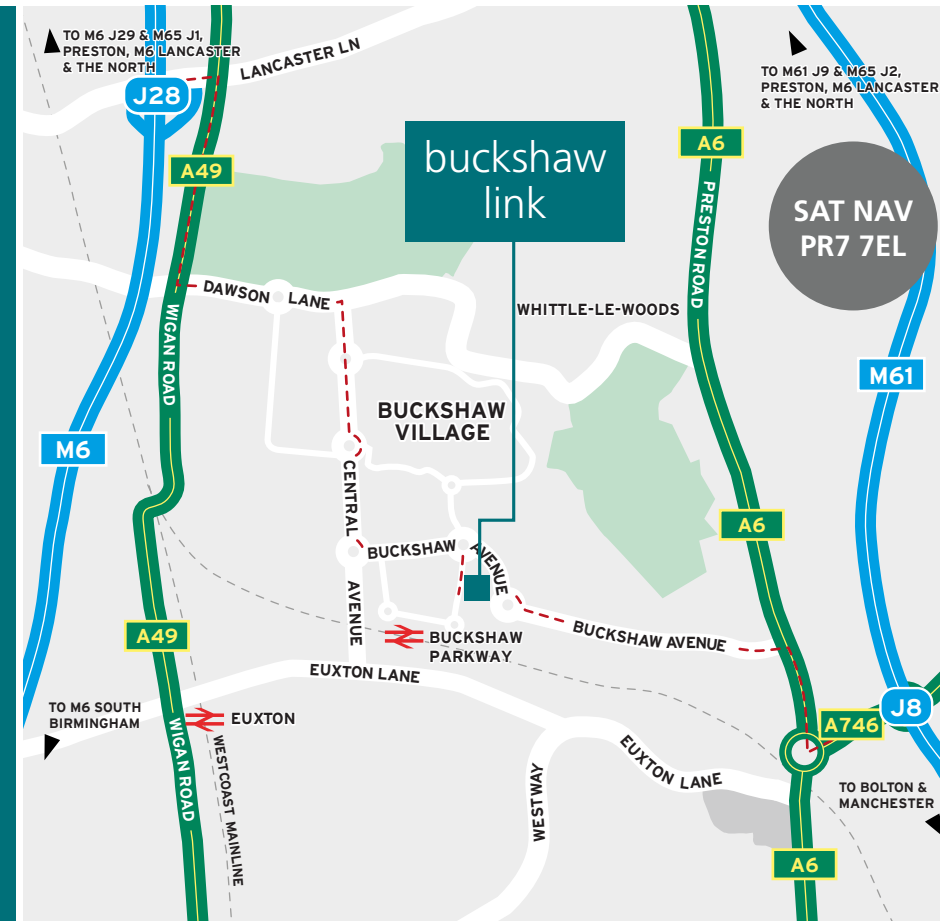 TO M6 J29 & M65 J1,
PRESTON, M6 LANCASTER
& THE NORTH
LANCASTER LN
J28
A49
buckshaw
link
A6
TO M61 J9 & M65 J2,
PRESTON, M6 LANCASTER
& THE NORTH
SAT NAV
PR7 7EL
PRESTON ROAD
DAWSON LANE
WHITTLE-LE-WOODS
WIGAN ROAD
M61
BUCKSHAW
VILLAGE
M6
CENTRAL
AVENUE
A6
BUCKSHAW
AVENUE
BUCKSHAW AVENUE
A49
BUCKSHAW
PARKWAY
EUXTON LANE
TO M6 SOUTH
BIRMINGHAM
EUXTON
WIGAN ROAD
WESTCOAST MAINLINE
J8
A746
EUXTON LANE
WESTWAY
TO BOLTON &
MANCHESTER
A6